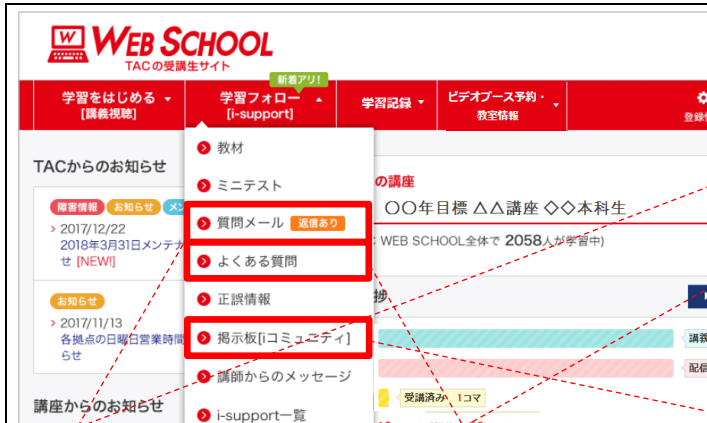 WEB SCHOOL
TACの受講生サイト
新着アリ!
学習をはじめる
[講義視聴]
学習フォロー
[i-support]
学習記録
ビデオブース予約・
教室情報
教材
ミニテスト
質問メール 返信あり
よくある質問
正誤情報
掲示板[iコミュニティ]
講師からのメッセージ
i-support一覧
TACからのお知らせ
障害情報 お知らせ
2017/12/22
2018年3月31日メンテナ
せ [NEW!]
お知らせ
2017/11/13
各拠点の日曜日営業時間
らせ
講座からのお知らせ
の講座
〇〇年目標 △△講座 ◇◇本科生
WEB SCHOOL全体で 2058人が学習中)
捗
講義
配信
受講済み 1コマ